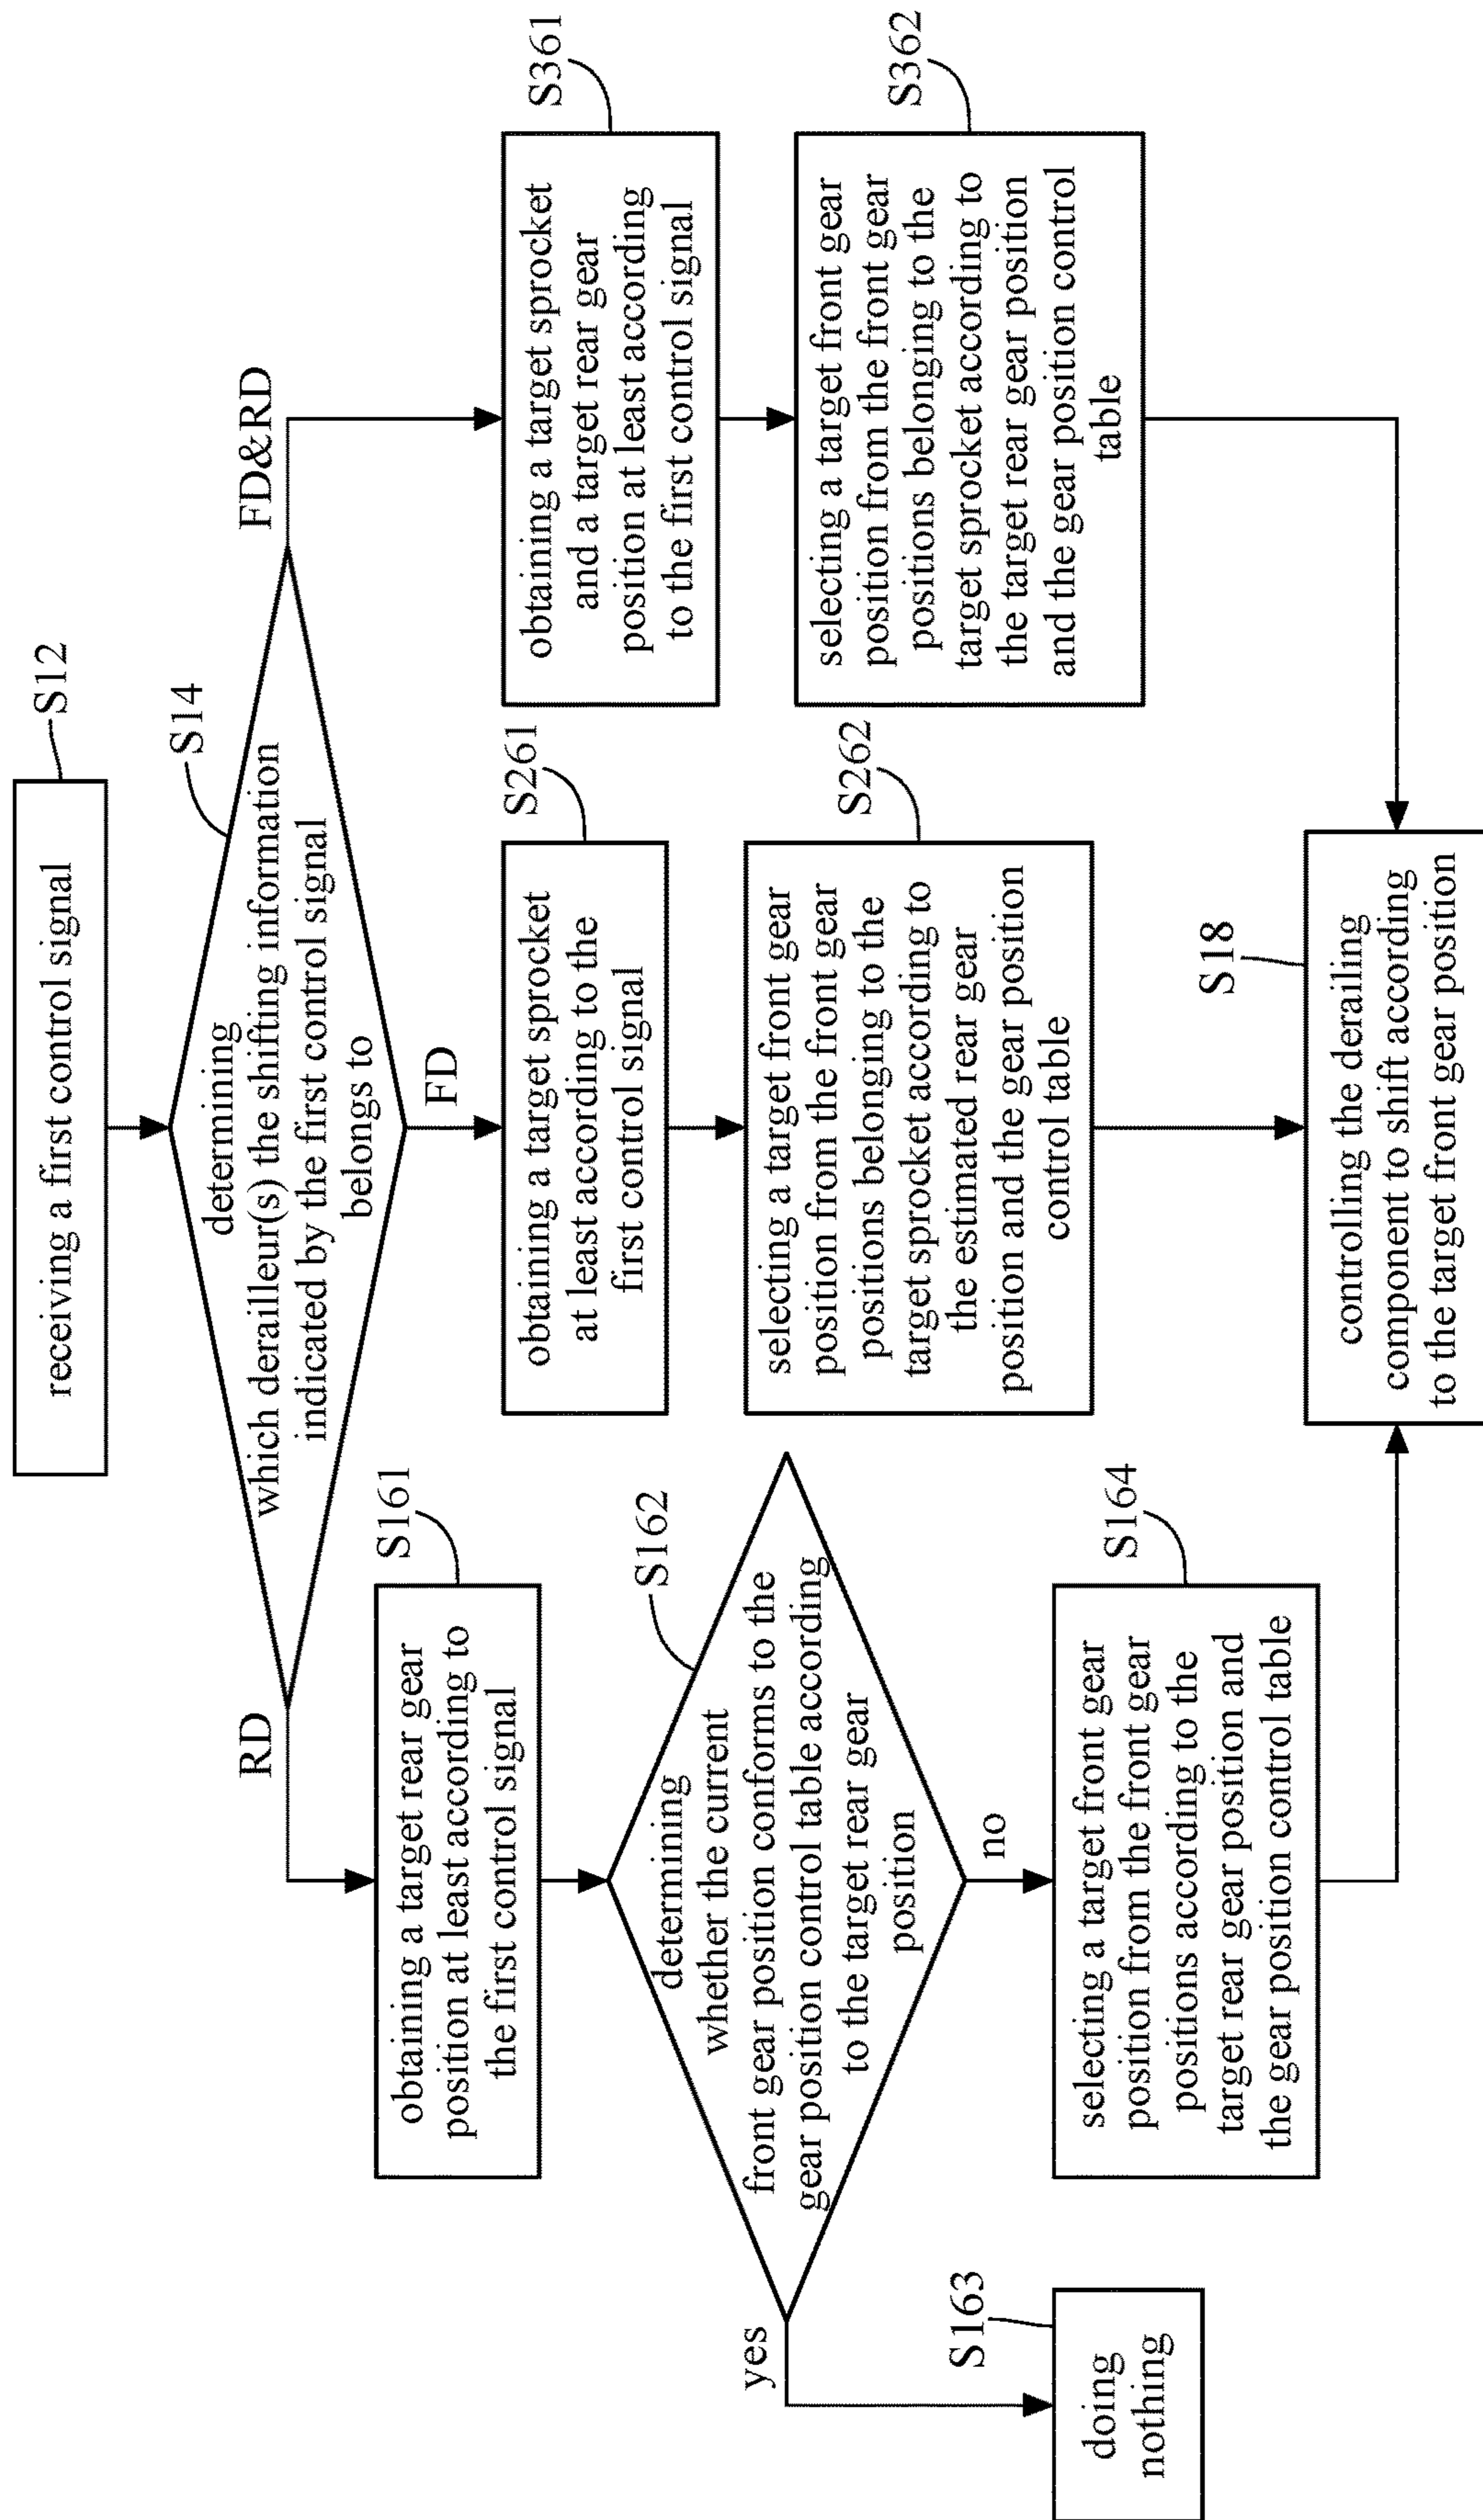 receiving a first control signal
S12
determining
which derailleur(s) the shifting information
indicated by the first control signal
belongs to
S14
RD
FD
FD&RD
obtaining a target rear gear
position at least according to
the first control signal
S161
determining
whether the current
front gear position conforms to the
gear position control table according
to the target rear gear
position
S162
yes
no
doing
nothing
S163
selecting a target front gear
position from the front gear
positions according to the
target rear gear position and
the gear position control table
S164
obtaining a target sprocket
at least according to the
first control signal
S261
selecting a target front gear
position from the front gear
positions belonging to the
target sprocket according to
the estimated rear gear
position and the gear position
control table
S262
obtaining a target sprocket
and a target rear gear
position at least according
to the first control signal
S361
selecting a target front gear
position from the front gear
positions belonging to the
target sprocket according to
the target rear gear position
and the gear position control
table
S362
controlling the derailing
component to shift according
to the target front gear position
S18